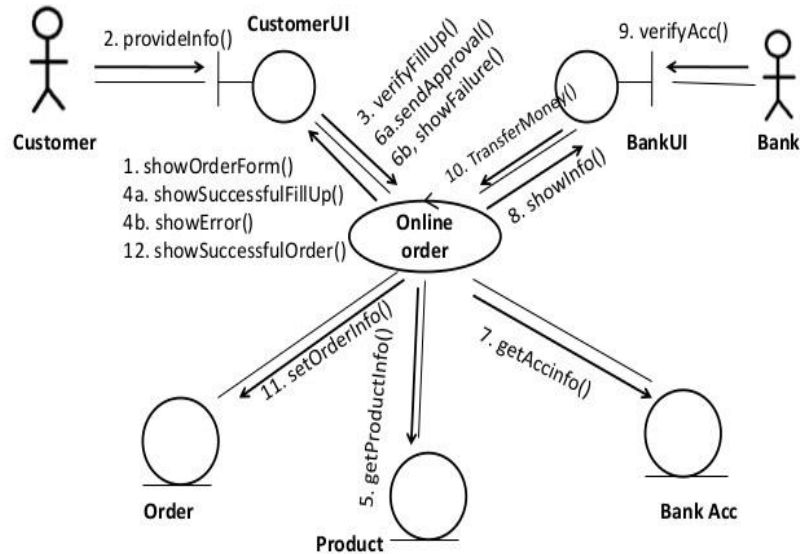 CustomerUI
2. provideInfo()
9. verifyAcc()
3. verifyFillUp()
6a.sendApproval()
6b, showFailure()
10. TransferMoney()
Customer
BankUI
Bank
1. showOrderForm()
4a. showSuccessfulFillUp()
4b. showError()
12. showSuccessfulOrder()
8. showInfo()
Online
order
11. setOrderInfo()
5. getProductInfo()
7. getAccinfo()
Order
Product
Bank Acc